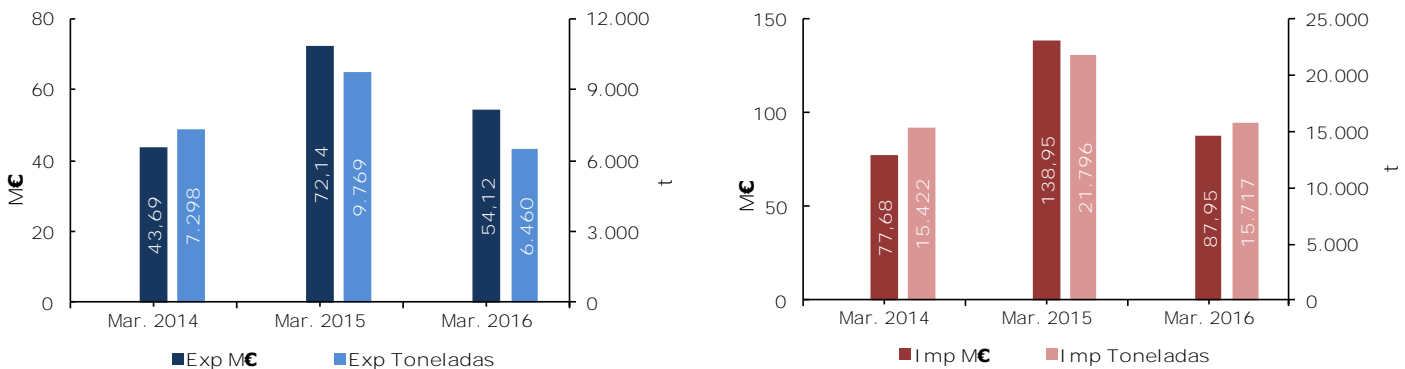 80
60
40
20
0
M€
43,69
7.298
72,14
9.769
54,12
6.460
12.000
9.000
6.000
3.000
0
t
Mar. 2014
Mar. 2015
Mar. 2016
Exp M€
Exp Toneladas
150
100
50
0
M€
77,68
15.422
138,95
21.796
87,95
15.717
25.000
20.000
15.000
10.000
5.000
0
t
Mar. 2014
Mar. 2015
Mar. 2016
Imp M€
Imp Toneladas